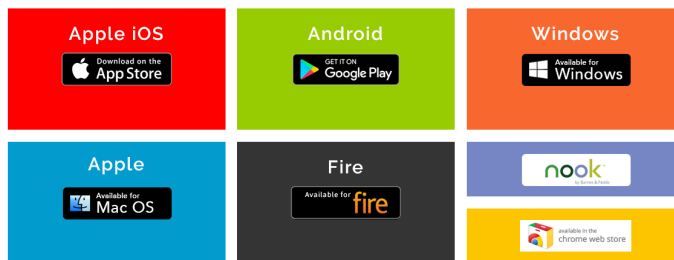 Apple iOS
Download on the
App Store
Android
GET IT ON
Google Play
Windows
Available for
Windows
Apple
Available for
Mac OS
Fire
Available for fire
nook™
by Barnes & Noble
available in the
chrome web store